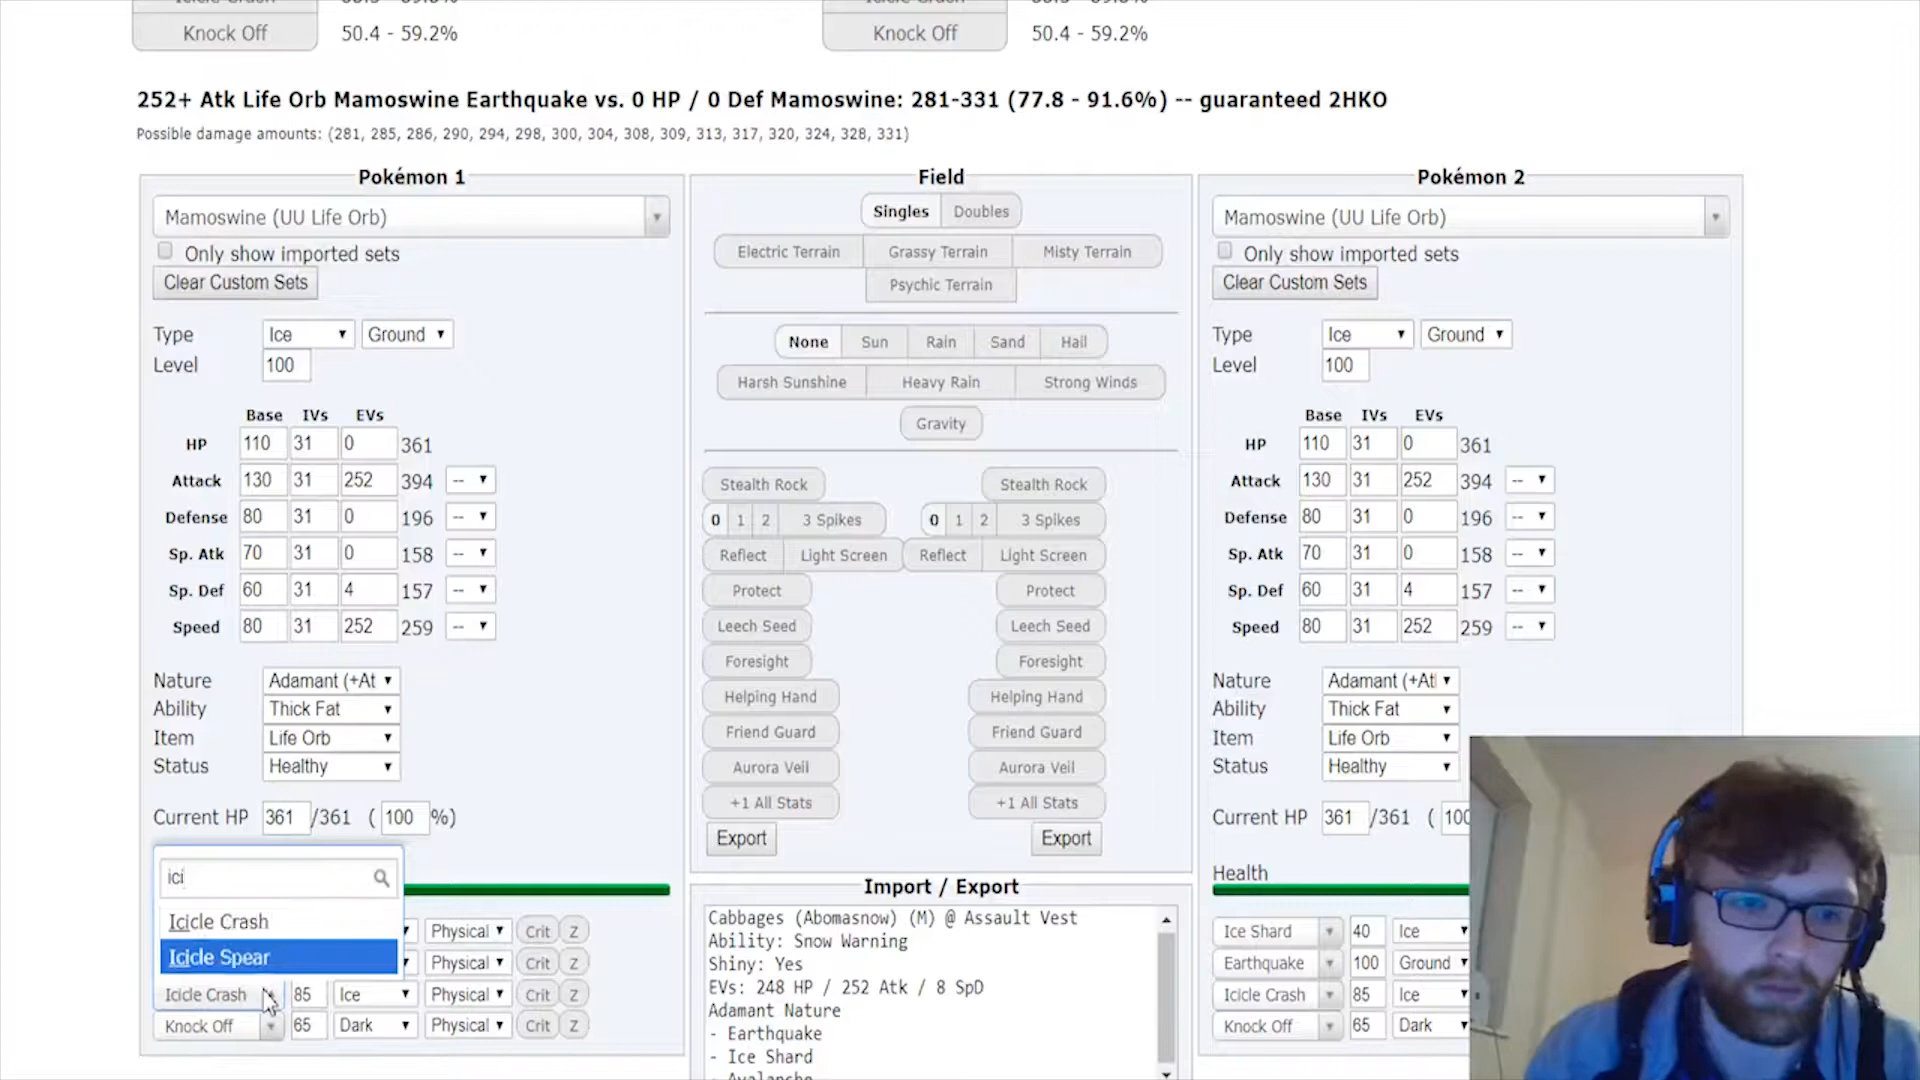 Knock Off 50.4 - 59.2% Knock Off 50.4 - 59.2%
252+ Atk Life Orb Mamoswine Earthquake vs. 0 HP / 0 Def Mamoswine: 281-331 (77.8 - 91.6%) -- guaranteed 2HKO
Possible damage amounts: (281, 285, 286, 290, 294, 298, 300, 304, 308, 309, 313, 317, 320, 324, 328, 331)
Pokémon 1
Mamoswine (UU Life Orb)
Only show imported sets
Clear Custom Sets
Type Ice Ground
Level 100
Base IVs EVs
HP 110 31 0 361
Attack 130 31 252 394 --
Defense 80 31 0 196 --
Sp. Atk 70 31 0 158 --
Sp. Def 60 31 4 157 --
Speed 80 31 252 259 --
Nature Adamant (+At
Ability Thick Fat
Item Life Orb
Status Healthy
Current HP 361 /361 ( 100 %)
ici
Icicle Crash
Icicle Spear
Physical Crit Z
Physical Crit Z
Icicle Crash 85 Ice Physical Crit Z
Knock Off 65 Dark Physical Crit Z
Field
Singles Doubles
Electric Terrain Grassy Terrain Misty Terrain
Psychic Terrain
None Sun Rain Sand Hail
Harsh Sunshine Heavy Rain Strong Winds
Gravity
Stealth Rock Stealth Rock
0 1 2 3 Spikes 0 1 2 3 Spikes
Reflect Light Screen Reflect Light Screen
Protect Protect
Leech Seed Leech Seed
Foresight Foresight
Helping Hand Helping Hand
Friend Guard Friend Guard
Aurora Veil Aurora Veil
+1 All Stats +1 All Stats
Export Export
Import / Export
Cabbages (Abomasnow) (M) @ Assault Vest
Ability: Snow Warning
Shiny: Yes
EVs: 248 HP / 252 Atk / 8 SpD
Adamant Nature
- Earthquake
- Ice Shard
- Avalanche
Pokémon 2
Mamoswine (UU Life Orb)
Only show imported sets
Clear Custom Sets
Type Ice Ground
Level 100
Base IVs EVs
HP 110 31 0 361
Attack 130 31 252 394 --
Defense 80 31 0 196 --
Sp. Atk 70 31 0 158 --
Sp. Def 60 31 4 157 --
Speed 80 31 252 259 --
Nature Adamant (+At
Ability Thick Fat
Item Life Orb
Status Healthy
Current HP 361 /361 ( 100
Health
Ice Shard 40 Ice
Earthquake 100 Ground
Icicle Crash 85 Ice
Knock Off 65 Dark